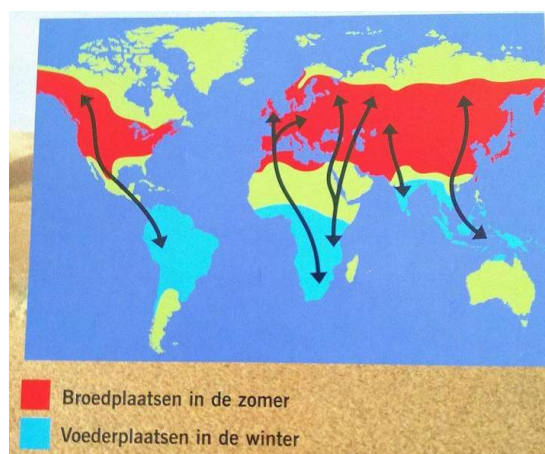 Broedplaatsen in de zomer
Voederplaatsen in de winter